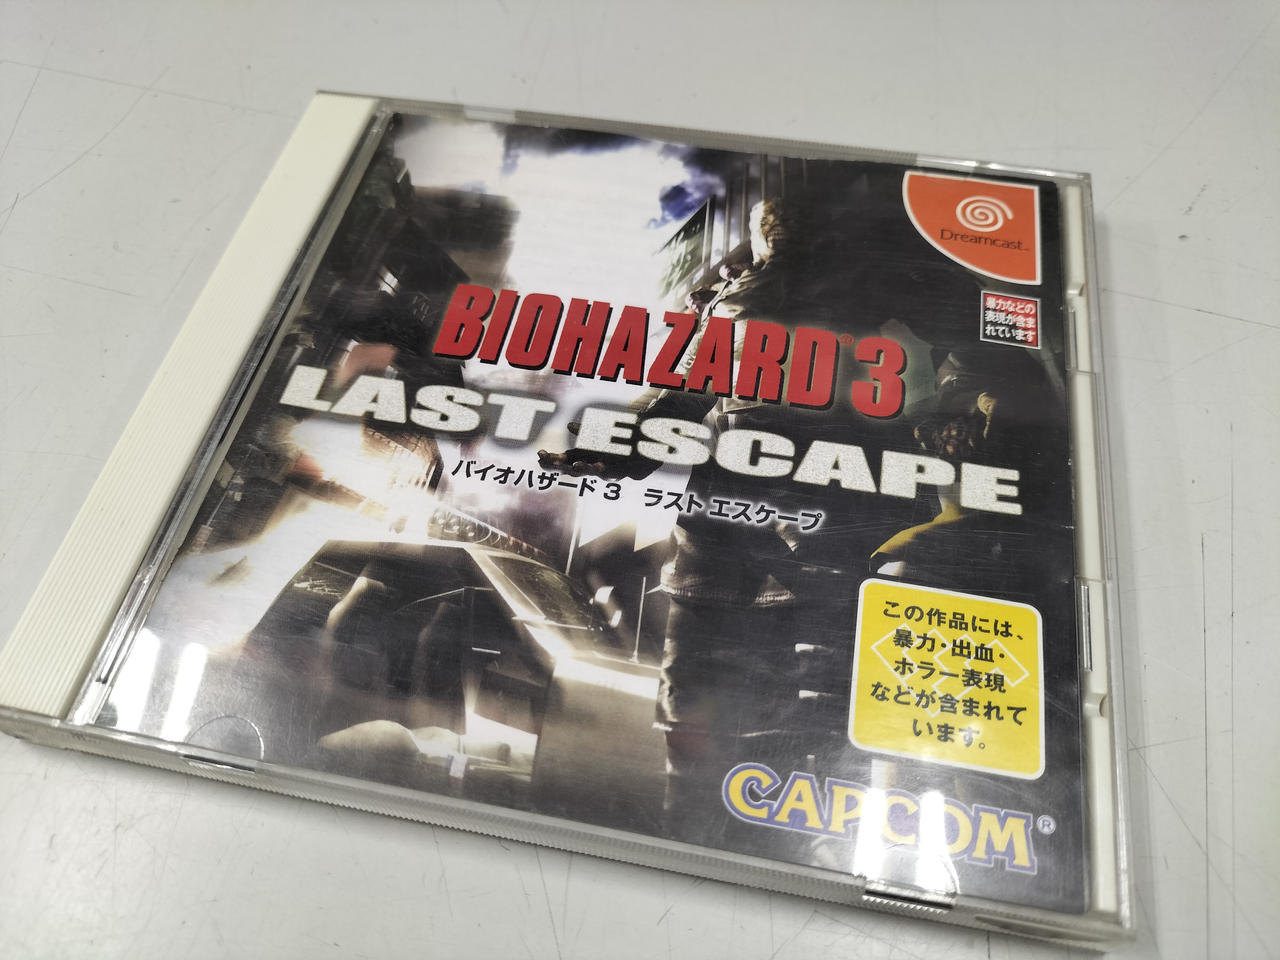 Dreamcast™
暴力などの
表現が含ま
れています
BIOHAZARD® 3
LAST ESCAPE
バイオハザード 3 ラスト エスケープ
この作品には、
暴力・出血・
ホラー表現
などが含まれて
います。
CAPCOM®